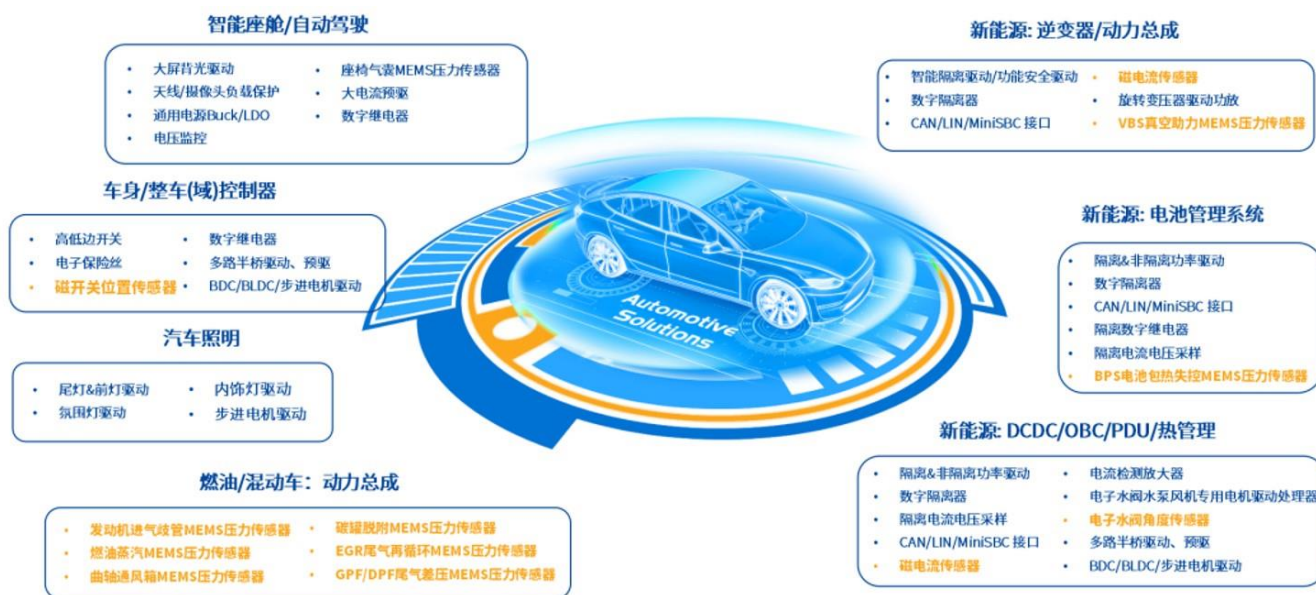 智能座舱/自动驾驶
• 大屏背光驱动
• 天线/摄像头负载保护
• 通用电源Buck/LDO
• 电压监控
• 座椅气囊MEMS压力传感器
• 大电流预驱
• 数字继电器
车身/整车(域)控制器
• 高低边开关
• 电子保险丝
• 磁开关位置传感器
• 数字继电器
• 多路半桥驱动、预驱
• BDC/BLDC/步进电机驱动
汽车照明
• 尾灯&前灯驱动
• 氛围灯驱动
• 内饰灯驱动
• 步进电机驱动
燃油/混动车：动力总成
• 发动机进气歧管MEMS压力传感器
• 燃油蒸汽MEMS压力传感器
• 曲轴通风箱MEMS压力传感器
• 碳罐脱附MEMS压力传感器
• EGR尾气再循环MEMS压力传感器
• GPF/DPF尾气差压MEMS压力传感器
Automotive
Solutions
新能源: 逆变器/动力总成
• 智能隔离驱动/功能安全驱动
• 数字隔离器
• CAN/LIN/MiniSBC 接口
• 磁电流传感器
• 旋转变压器驱动功放
• VBS真空助力MEMS压力传感器
新能源: 电池管理系统
• 隔离&非隔离功率驱动
• 数字隔离器
• CAN/LIN/MiniSBC 接口
• 隔离数字继电器
• 隔离电流电压采样
• BPS电池包热失控MEMS压力传感器
新能源: DCDC/OBC/PDU/热管理
• 隔离&非隔离功率驱动
• 数字隔离器
• 隔离电流电压采样
• CAN/LIN/MiniSBC 接口
• 磁电流传感器
• 电流检测放大器
• 电子水阀水泵风机专用电机驱动处理器
• 电子水阀角度传感器
• 多路半桥驱动、预驱
• BDC/BLDC/步进电机驱动